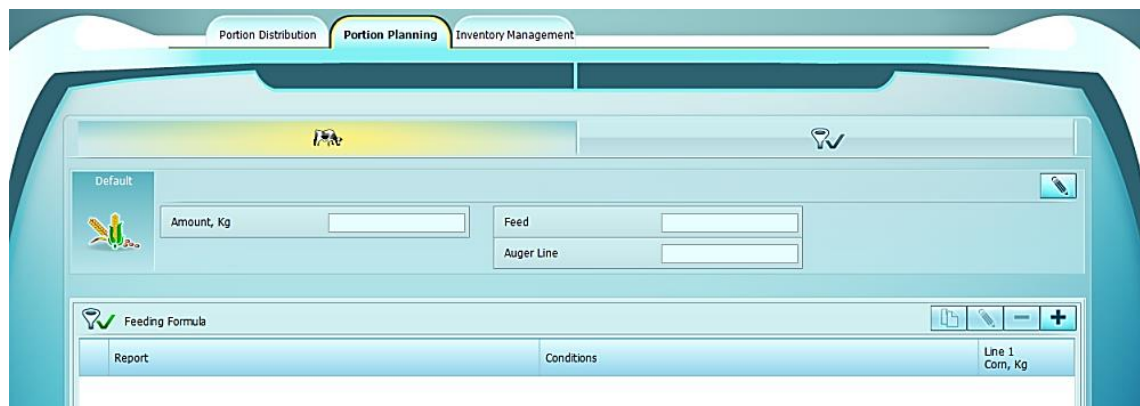 Portion Distribution Portion Planning Inventory Management
Default
Amount, Kg Feed
Auger Line
Feeding Formula
Report Conditions Line 1
Corn, Kg